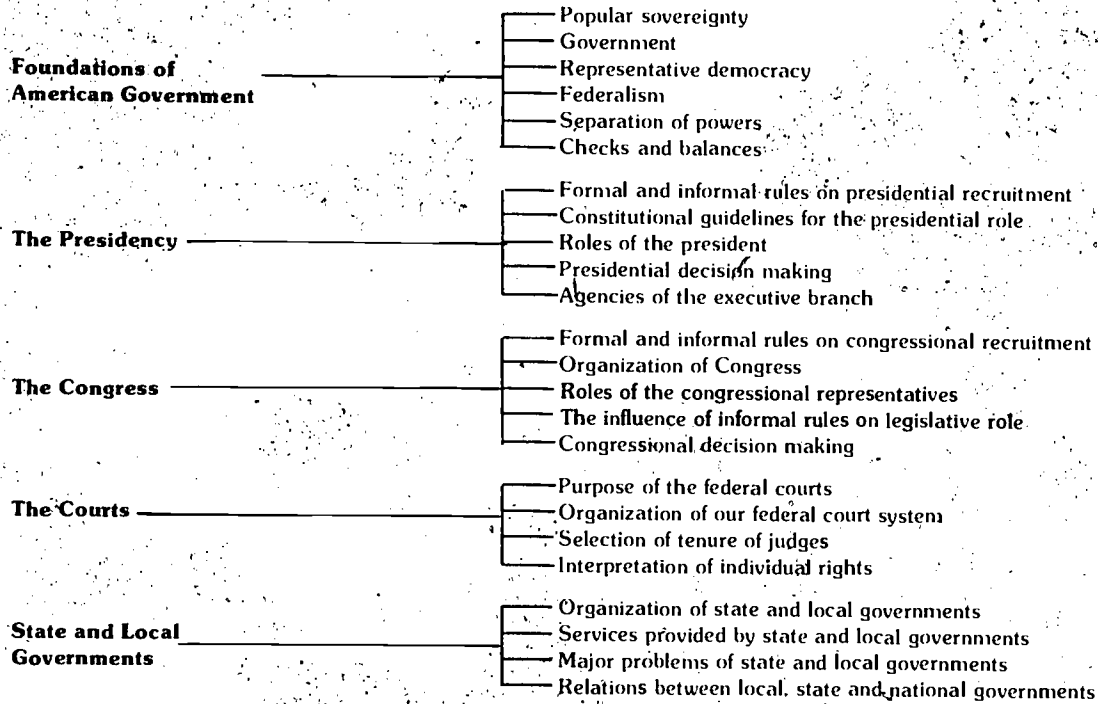 Foundations of
American Government
Popular sovereignty
Government
Representative democracy
Federalism
Separation of powers
Checks and balances
The Presidency
Formal and informal rules on presidential recruitment
Constitutional guidelines for the presidential role
Roles of the president
Presidential decision making
Agencies of the executive branch
The Congress
Formal and informal rules on congressional recruitment
Organization of Congress
Roles of the congressional representatives
The influence of informal rules on legislative role
Congressional decision making
The Courts
Purpose of the federal courts
Organization of our federal court system
Selection of tenure of judges
Interpretation of individual rights
State and Local
Governments
Organization of state and local governments
Services provided by state and local governments
Major problems of state and local governments
Relations between local, state and national governments